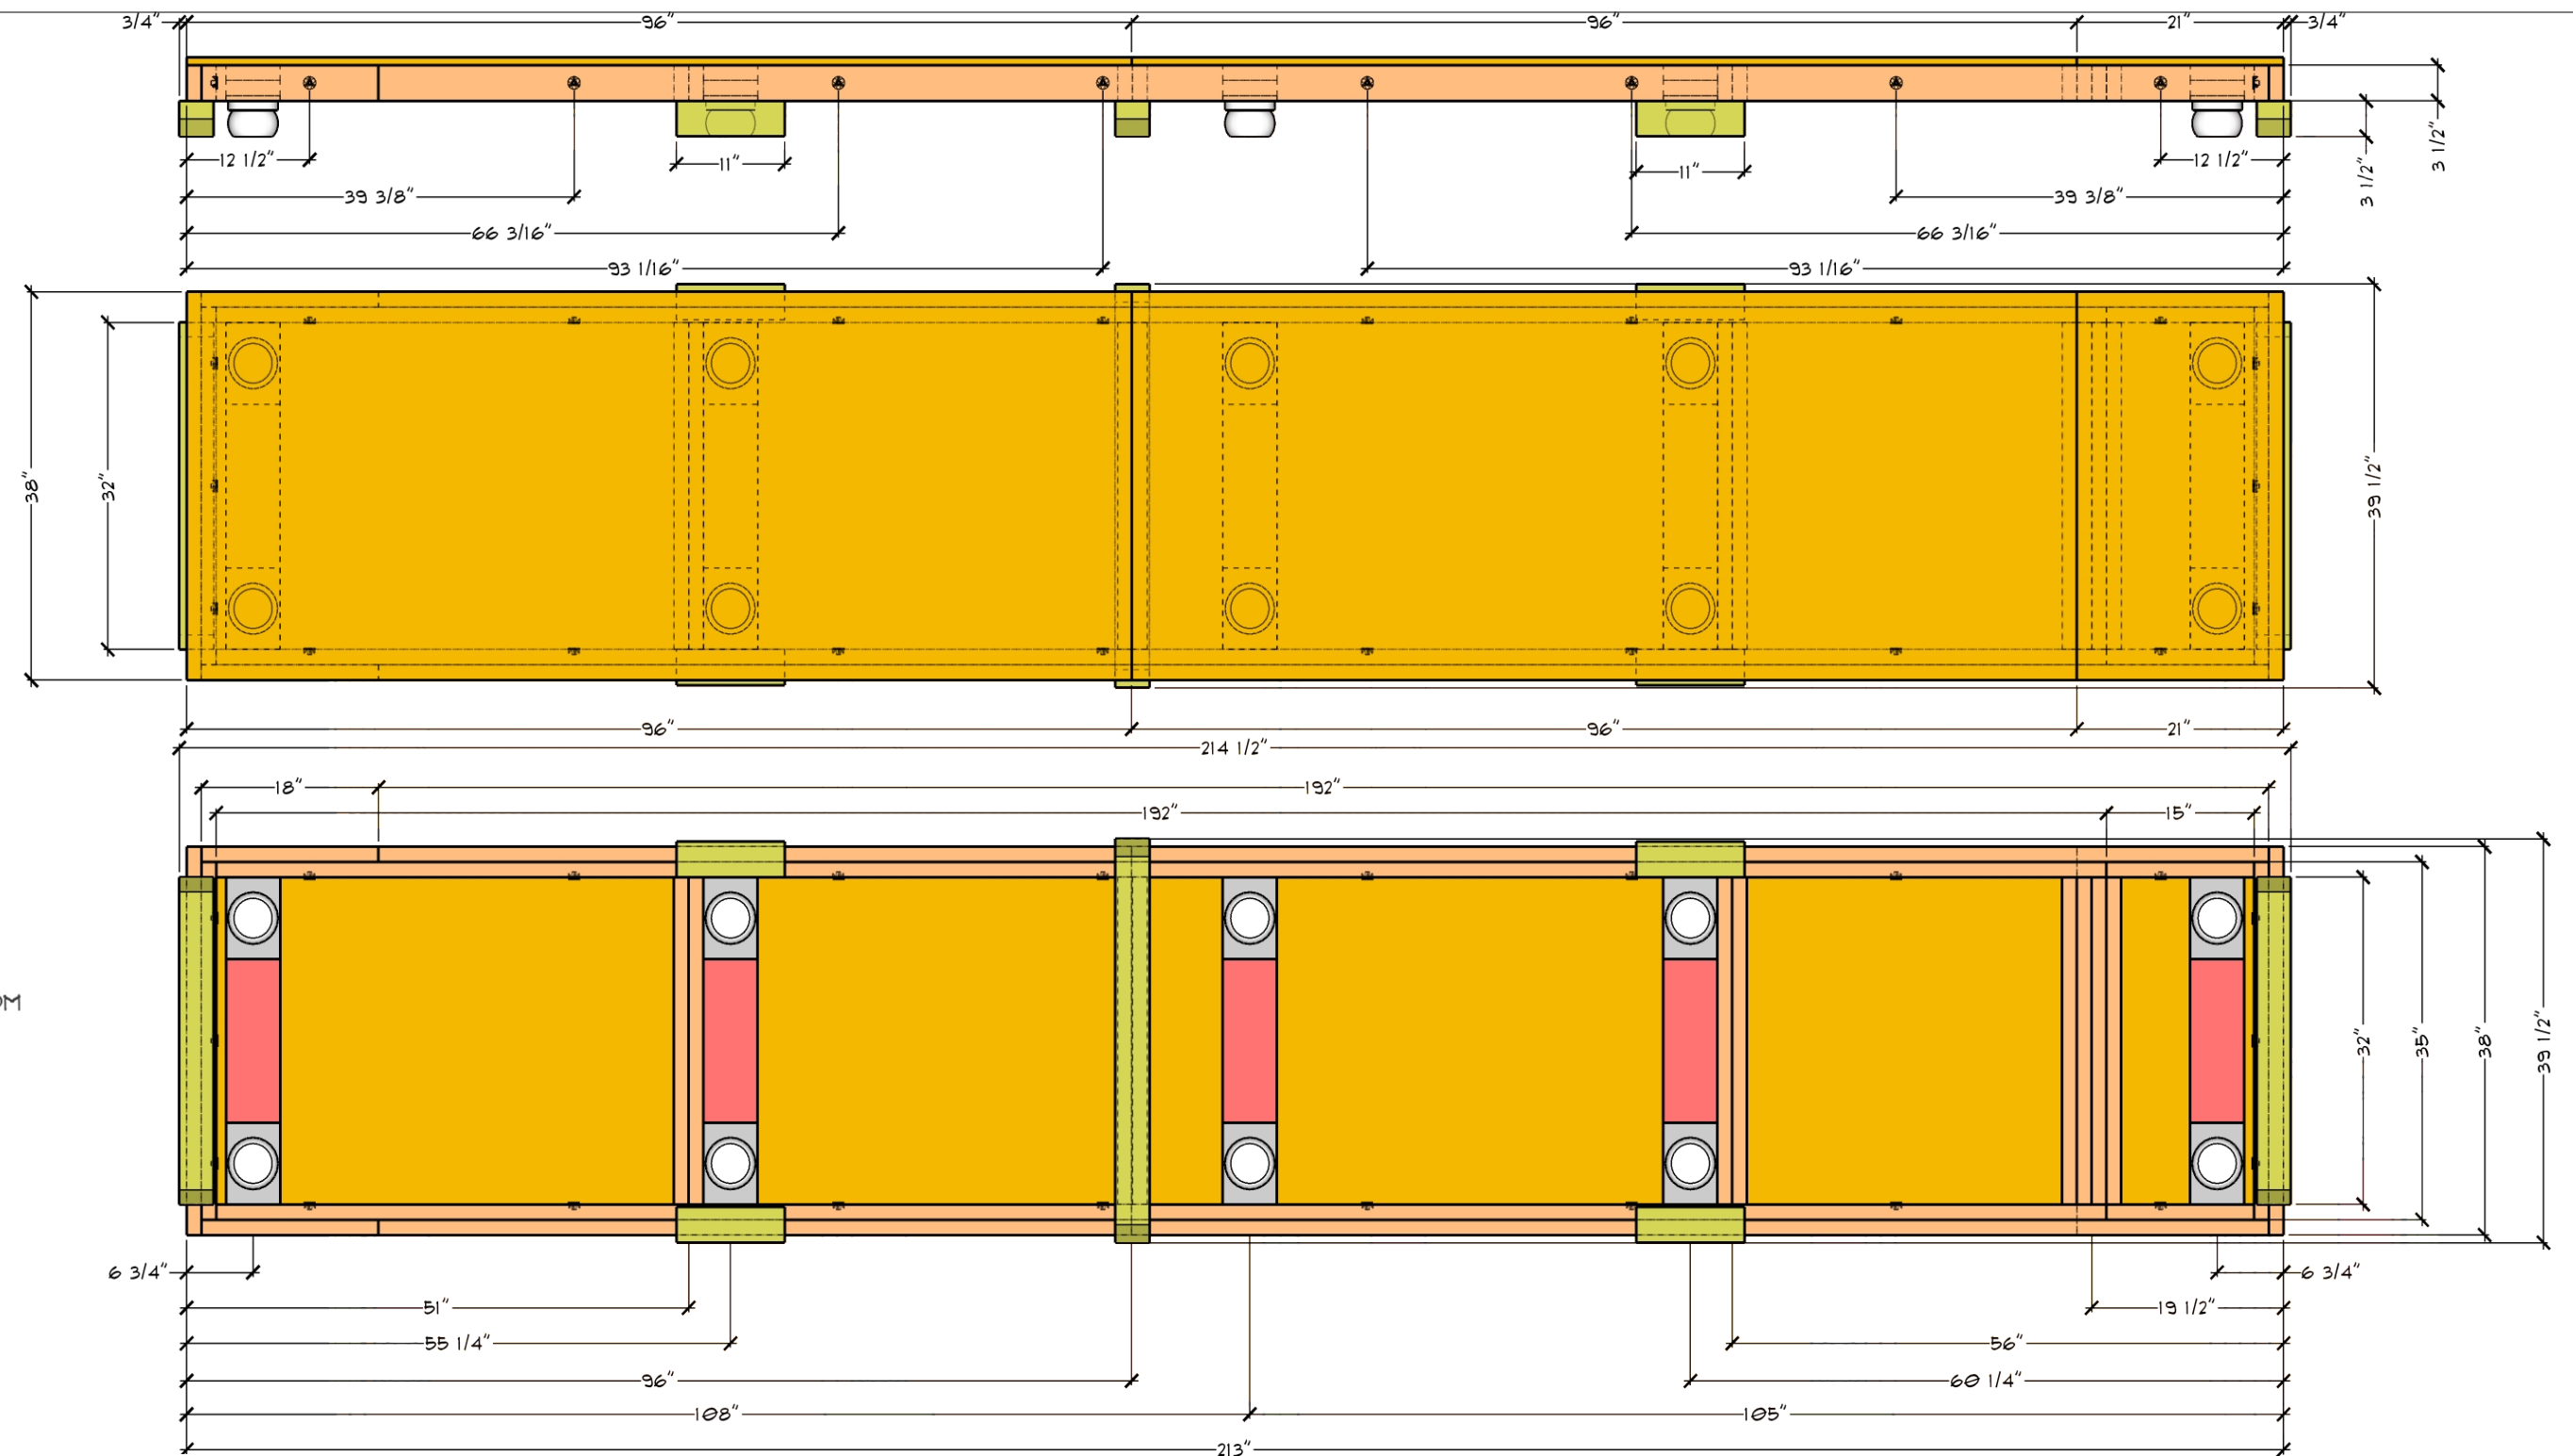 3/4" 96" 96" 21" 3/4"
12 1/2" 11" 11" 12 1/2" 3 1/2" 3 1/2"
39 3/8" 39 3/8"
66 3/16" 66 3/16"
93 1/16" 93 1/16"
38" 32" 39 1/2"
96" 96" 21"
214 1/2"
18" 192"
192" 15"
32" 35" 38" 39 1/2"
6 3/4" 6 3/4"
51" 19 1/2"
55 1/4" 56"
96" 60 1/4"
108" 105"
213"